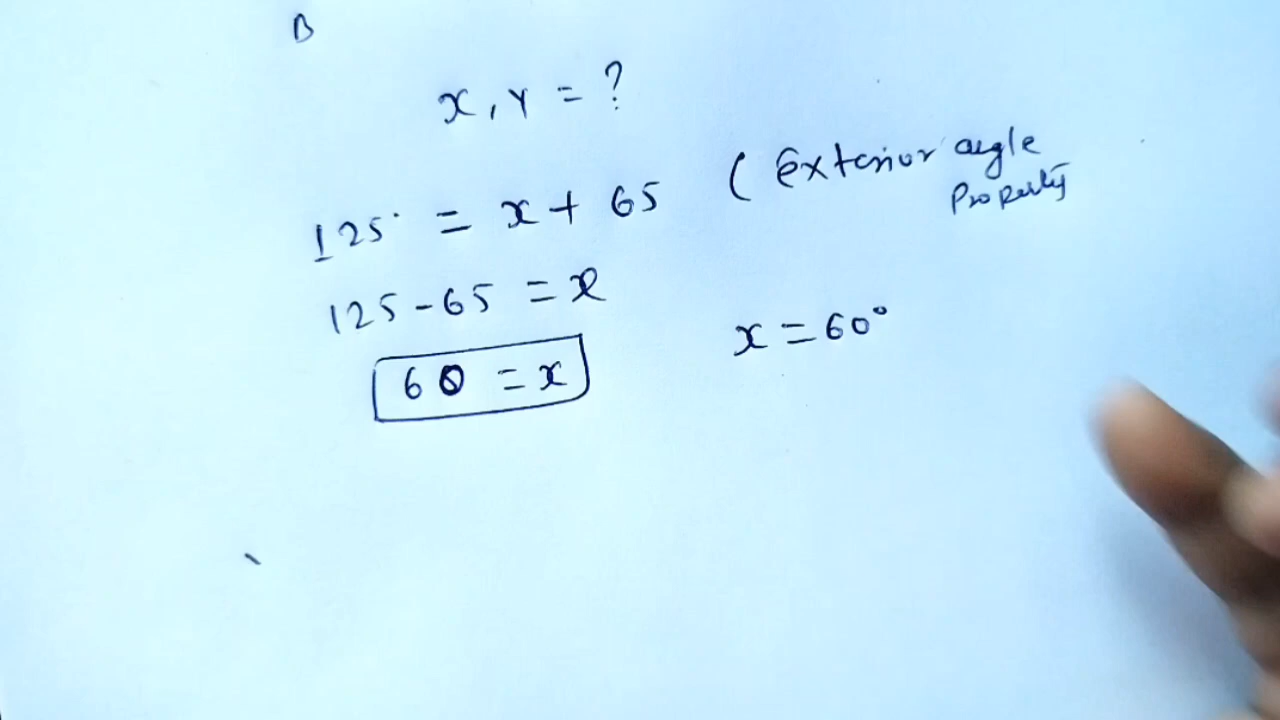 B
x, y = ?
125° = x + 65 (Exterior angle
Property
125 - 65 = x
x = 60°
60 = x